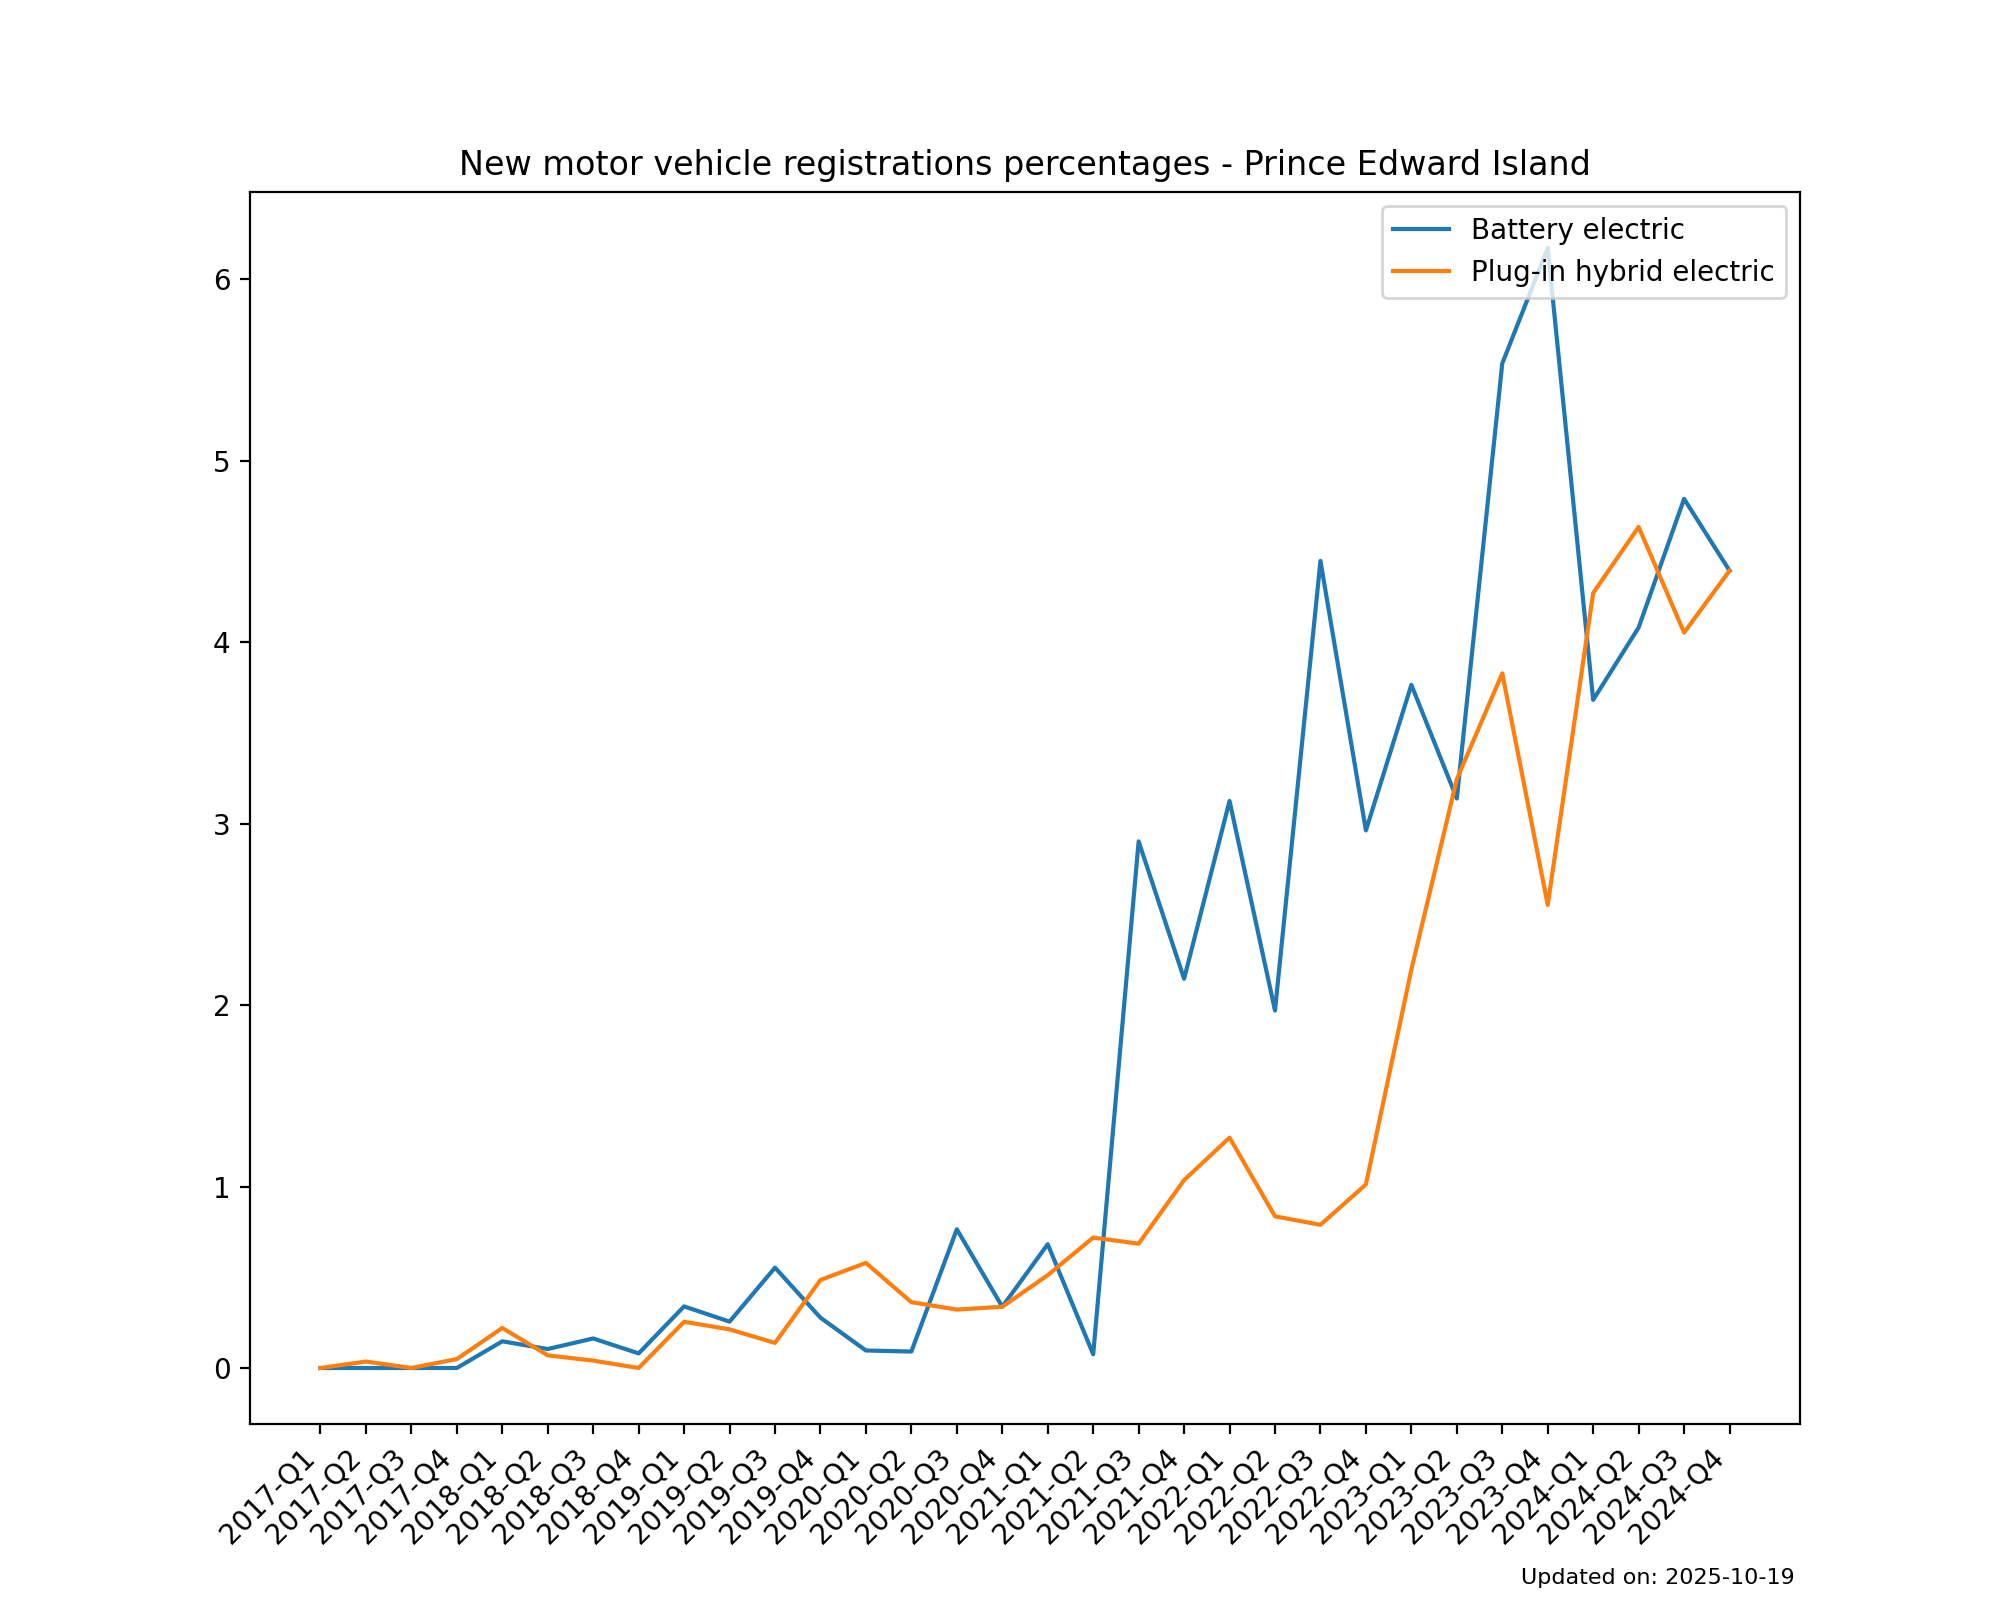 New motor vehicle registrations percentages - Prince Edward Island
Battery electric
Plug-in hybrid electric
6
5
4
3
2
1
0
2017-Q1
2017-Q2
2017-Q3
2017-Q4
2018-Q1
2018-Q2
2018-Q3
2018-Q4
2019-Q1
2019-Q2
2019-Q3
2019-Q4
2020-Q1
2020-Q2
2020-Q3
2020-Q4
2021-Q1
2021-Q2
2021-Q3
2021-Q4
2022-Q1
2022-Q2
2022-Q3
2022-Q4
2023-Q1
2023-Q2
2023-Q3
2023-Q4
2024-Q1
2024-Q2
2024-Q3
2024-Q4
Updated on: 2025-10-19